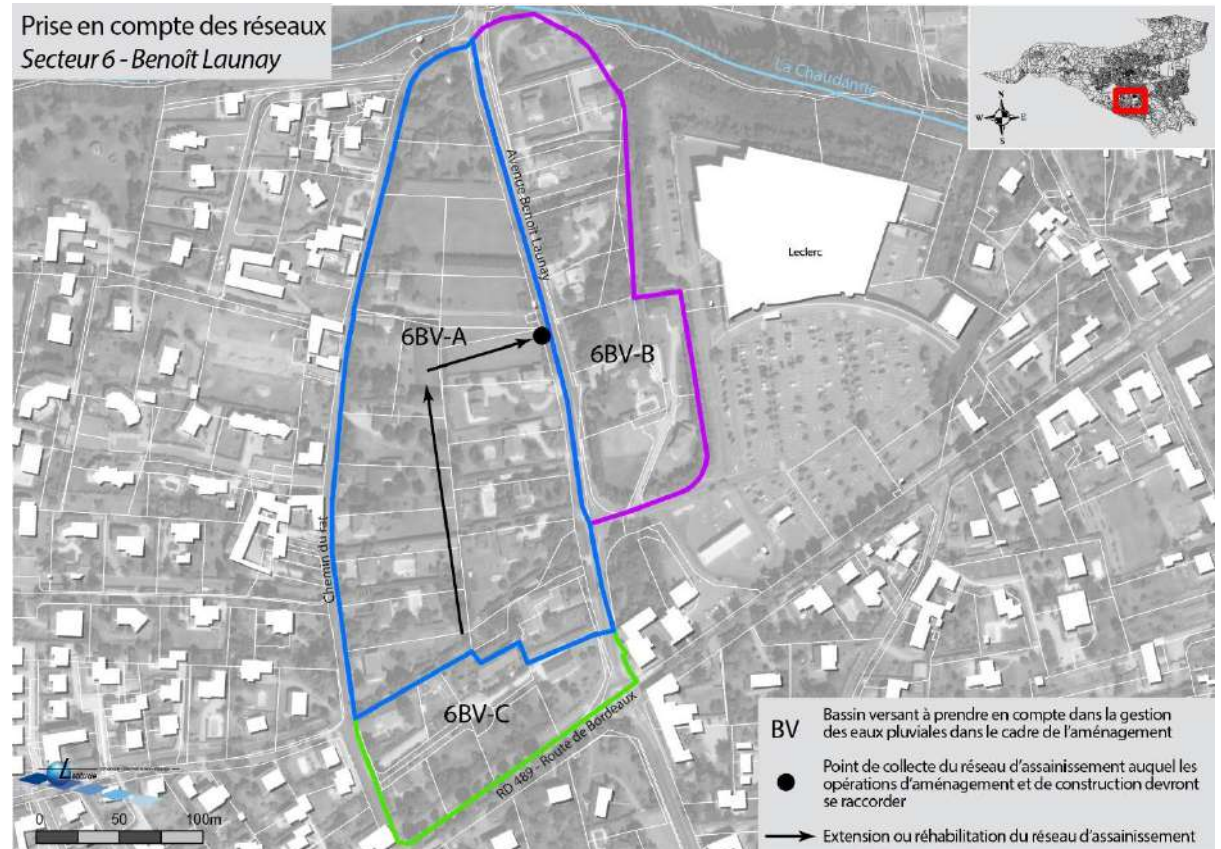 Prise en compte des réseaux
Secteur 6 - Benoît Launay
La Chaudanne
N
W E
S
Avenue Benoît Launay
Leclerc
6BV-A
6BV-B
Chemin du rat
6BV-C
RD 489 - Route de Bordeaux
BV
Bassin versant à prendre en compte dans la gestion
des eaux pluviales dans le cadre de l'aménagement
Point de collecte du réseau d'assainissement auquel les
opérations d'aménagement et de construction devront
se raccorder
Extension ou réhabilitation du réseau d'assainissement
Latitude
0 50 100m